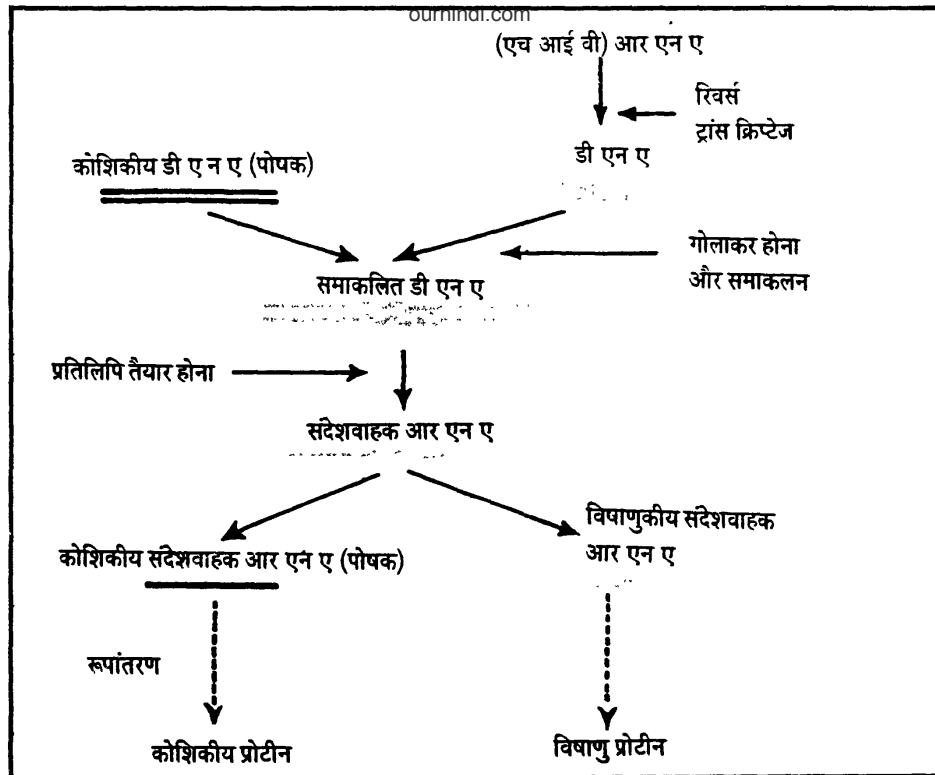 ourhindi.com
(एच आई वी) आर एन ए
रिवर्स
ट्रांस क्रिप्टेज
डी एन ए
कोशिकीय डी ए न ए (पोषक)
गोलाकर होना
और समाकलन
समाकलित डी एन ए
प्रतिलिपि तैयार होना
संदेशवाहक आर एन ए
विषाणुकीय संदेशवाहक
आर एन ए
कोशिकीय संदेशवाहक आर एन ए (पोषक)
रूपांतरण
कोशिकीय प्रोटीन
विषाणु प्रोटीन